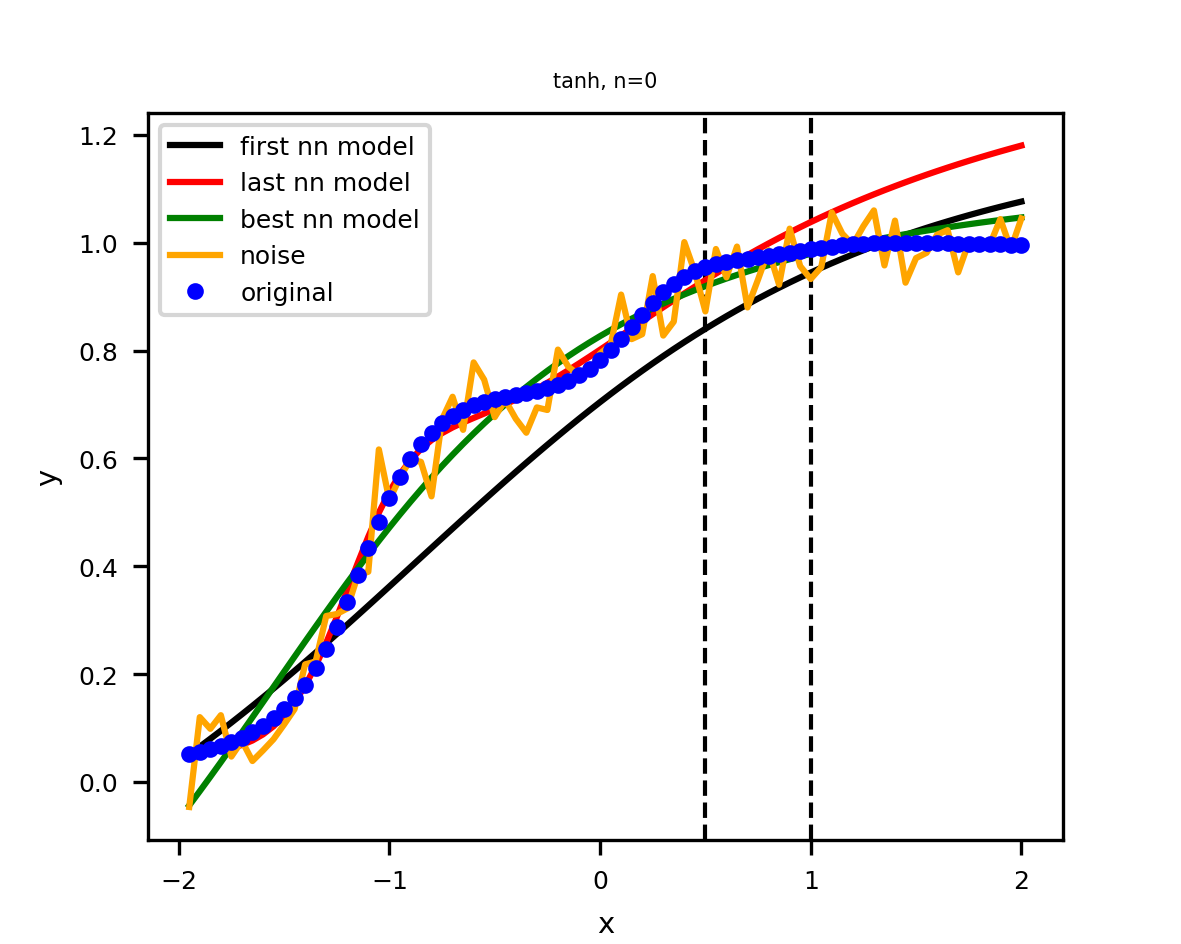 tanh, n=0
first nn model
last nn model
best nn model
noise
original
1.2
1.0
0.8
0.6
0.4
0.2
0.0
y
−2
−1
0
1
2
x